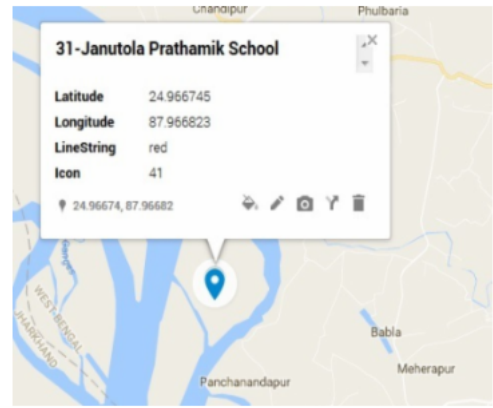 Chandipur
Phulbaria
31-Janutola Prathamik School
Latitude 24.966745
Longitude 87.966823
LineString red
Icon 41
24.96674, 87.96682
Ganges
WEST BENGAL
JHARKHAND
Babla
Meherapur
Panchanandapur